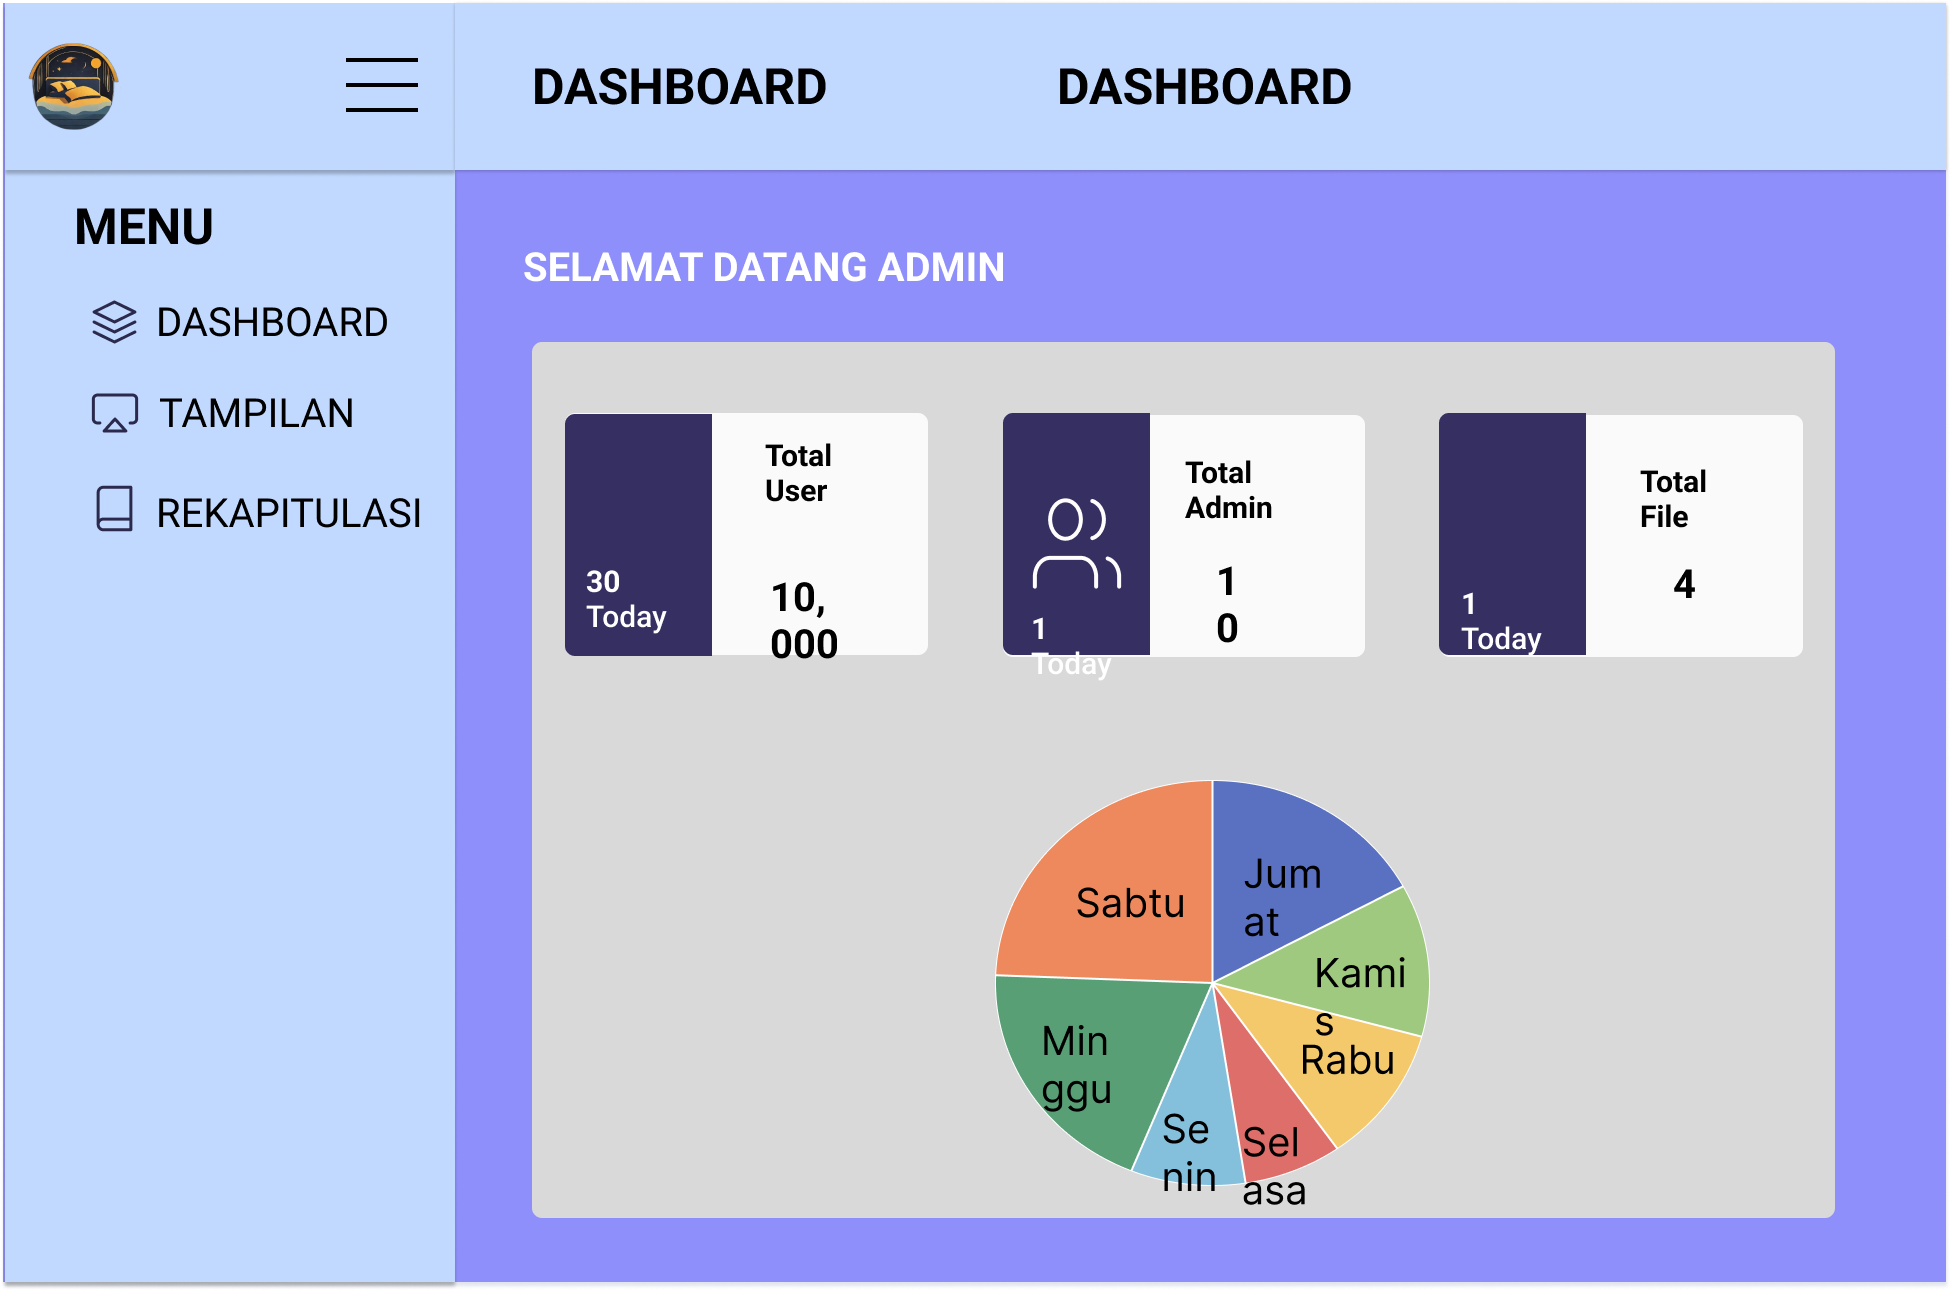 DASHBOARD
DASHBOARD
MENU
DASHBOARD
TAMPILAN
REKAPITULASI
SELAMAT DATANG ADMIN
Total
User
30
Today
10,
000
Total
Admin
1
0
1
Today
Total
File
4
1
Today
Sabtu
Jum
at
Kami
s
Rabu
Min
ggu
Se
nin
Sel
asa